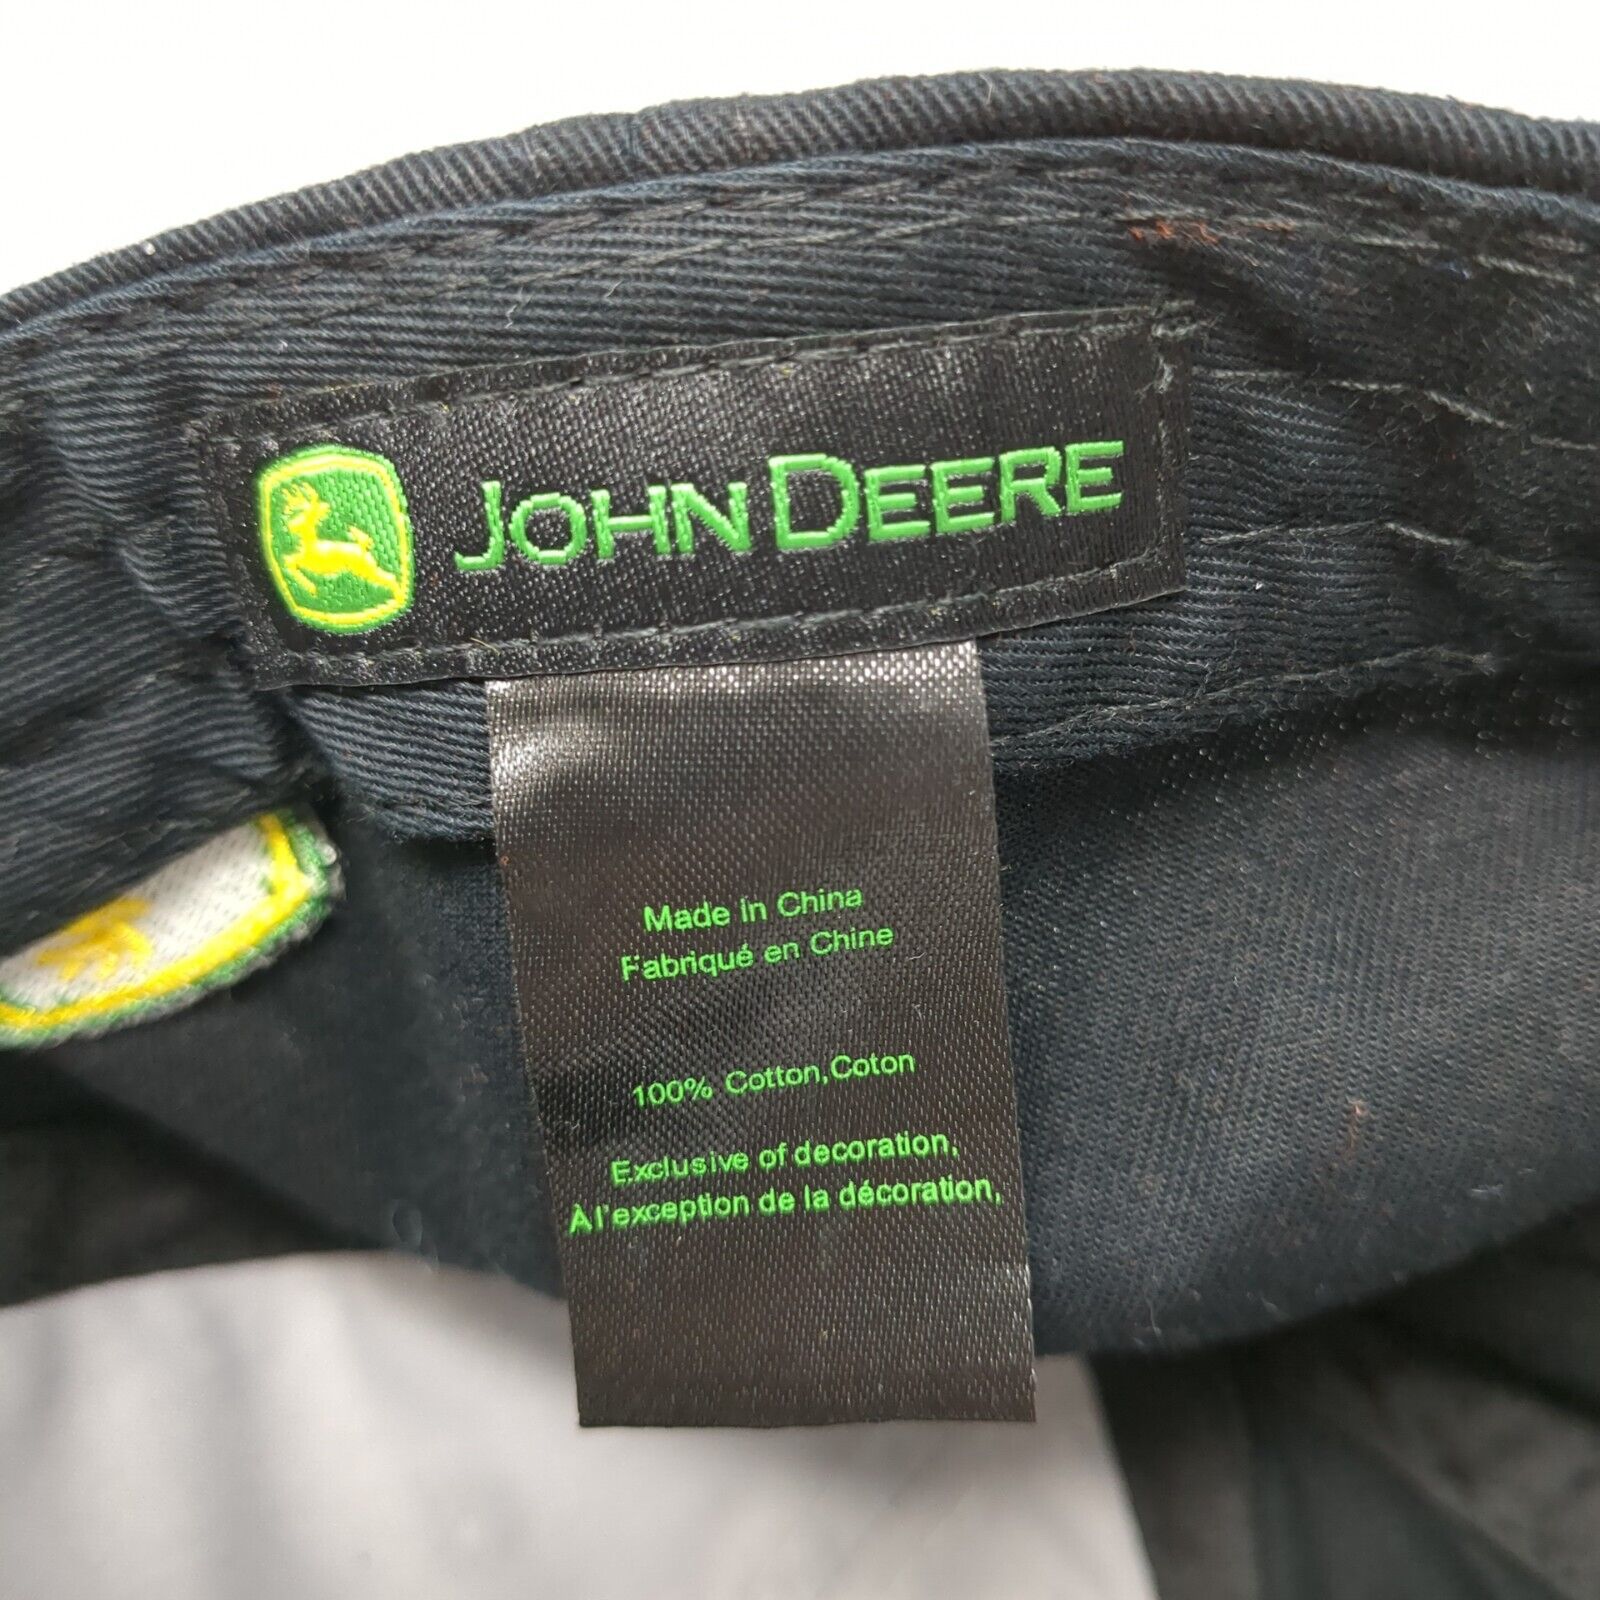 JOHN DEERE
Made in China
Fabriqué en Chine
100% Cotton,Coton
Exclusive of decoration,
À l'exception de la décoration,